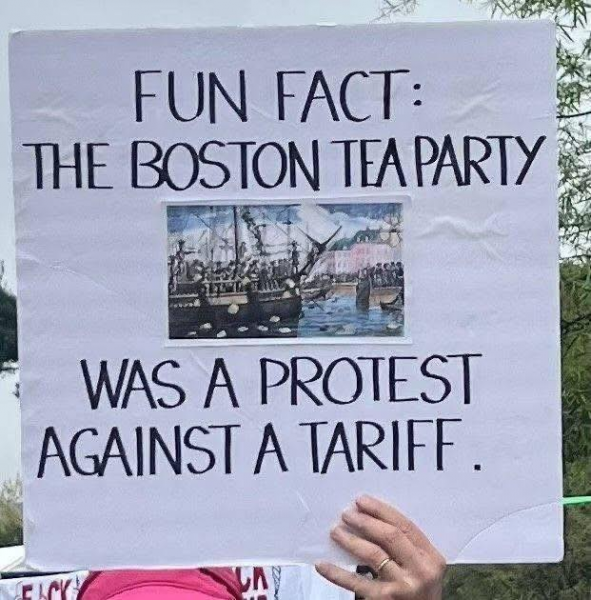 FUN FACT:
THE BOSTON TEA PARTY
WAS A PROTEST
AGAINST A TARIFF.